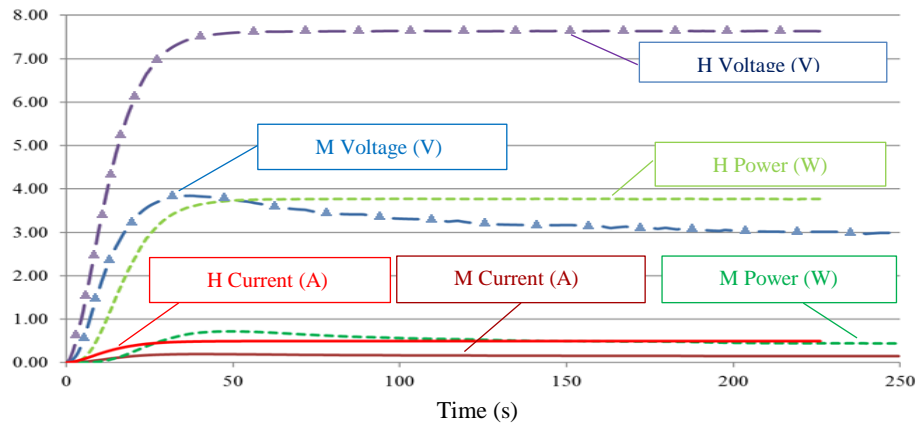 8.00
7.00
6.00
5.00
4.00
3.00
2.00
1.00
0.00
H Voltage (V)
M Voltage (V)
H Power (W)
H Current (A)
M Current (A)
M Power (W)
0
50
100
150
200
250
Time (s)